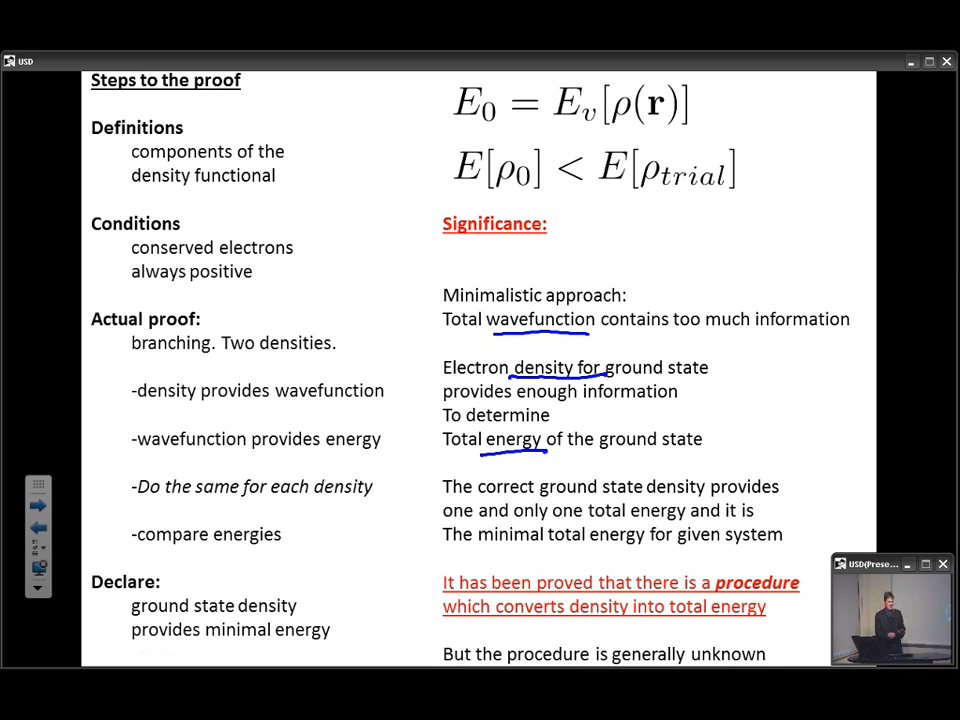 USD
Steps to the proof
Definitions
components of the
density functional
Conditions
conserved electrons
always positive
Actual proof:
branching. Two densities.
-density provides wavefunction
-wavefunction provides energy
-Do the same for each density
-compare energies
Declare:
ground state density
provides minimal energy
E₀ = Eᵥ[ρ(r)]
E[ρ₀] < E[ρ_{trial}]
Significance:
Minimalistic approach:
Total wavefunction contains too much information
Electron density for ground state
provides enough information
To determine
Total energy of the ground state
The correct ground state density provides
one and only one total energy and it is
The minimal total energy for given system
It has been proved that there is a procedure
which converts density into total energy
But the procedure is generally unknown
USD(Prese...